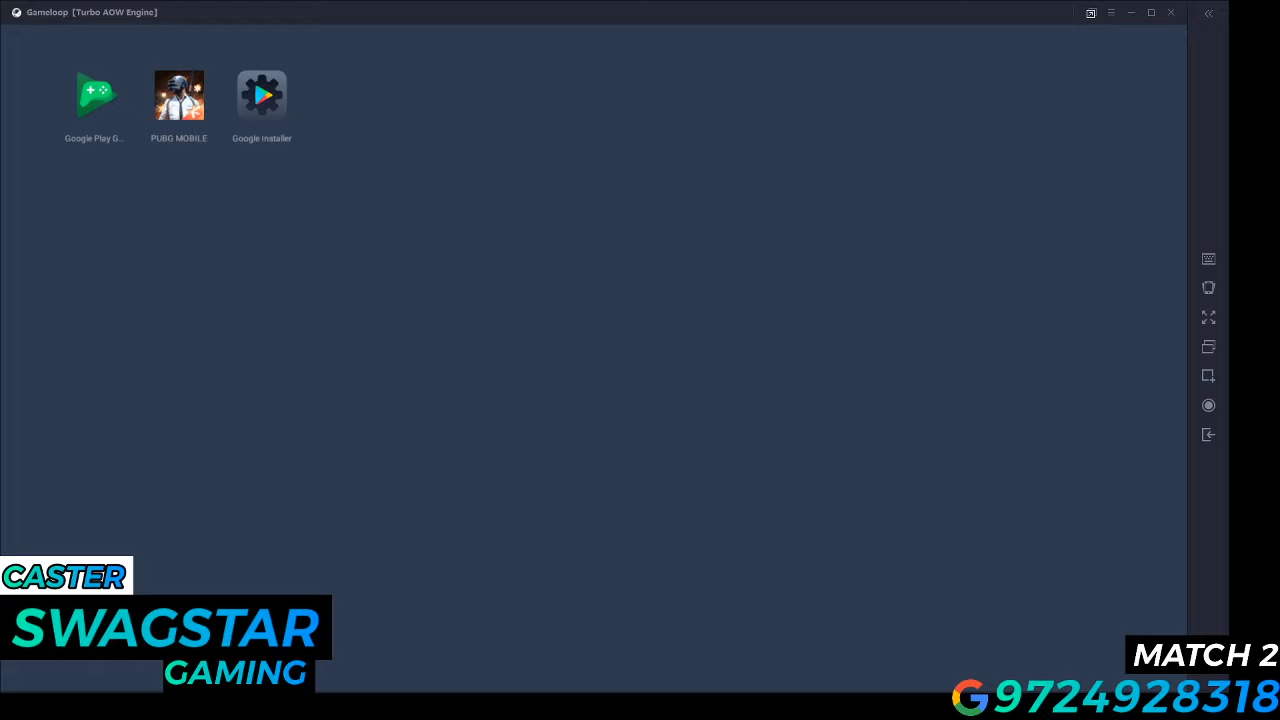 Gameloop [Turbo AOW Engine]
Google Play G...
PUBG MOBILE
Google Installer
CASTER
SWAGSTAR
GAMING
MATCH 2
9724928318